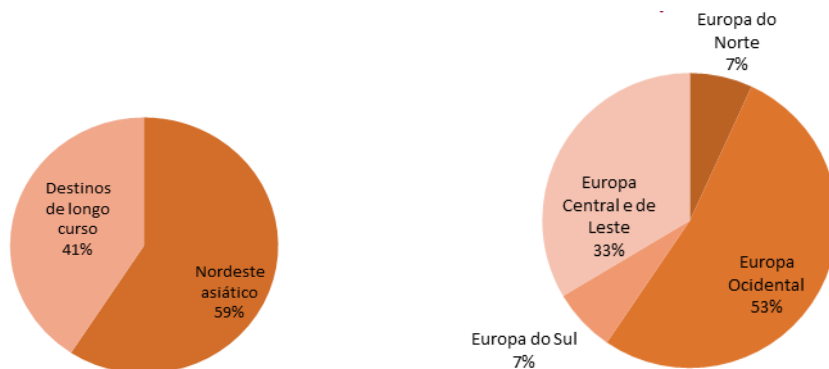 Destinos
de longo
curso
41%
Nordeste
asiático
59%
Europa do
Norte
7%
Europa
Central e de
Leste
33%
Europa
Ocidental
53%
Europa do Sul
7%